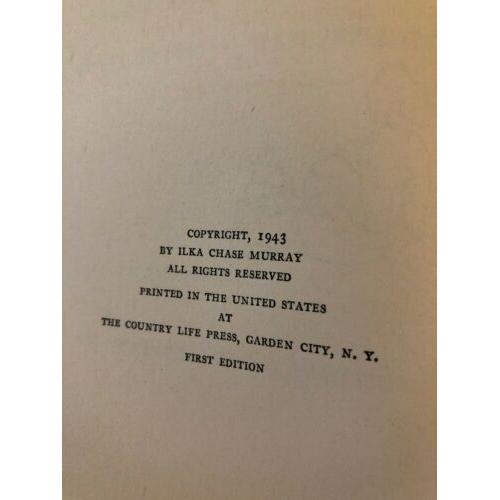 COPYRIGHT, 1943
BY ILKA CHASE MURRAY
ALL RIGHTS RESERVED
PRINTED IN THE UNITED STATES
AT
THE COUNTRY LIFE PRESS, GARDEN CITY, N. Y.
FIRST EDITION